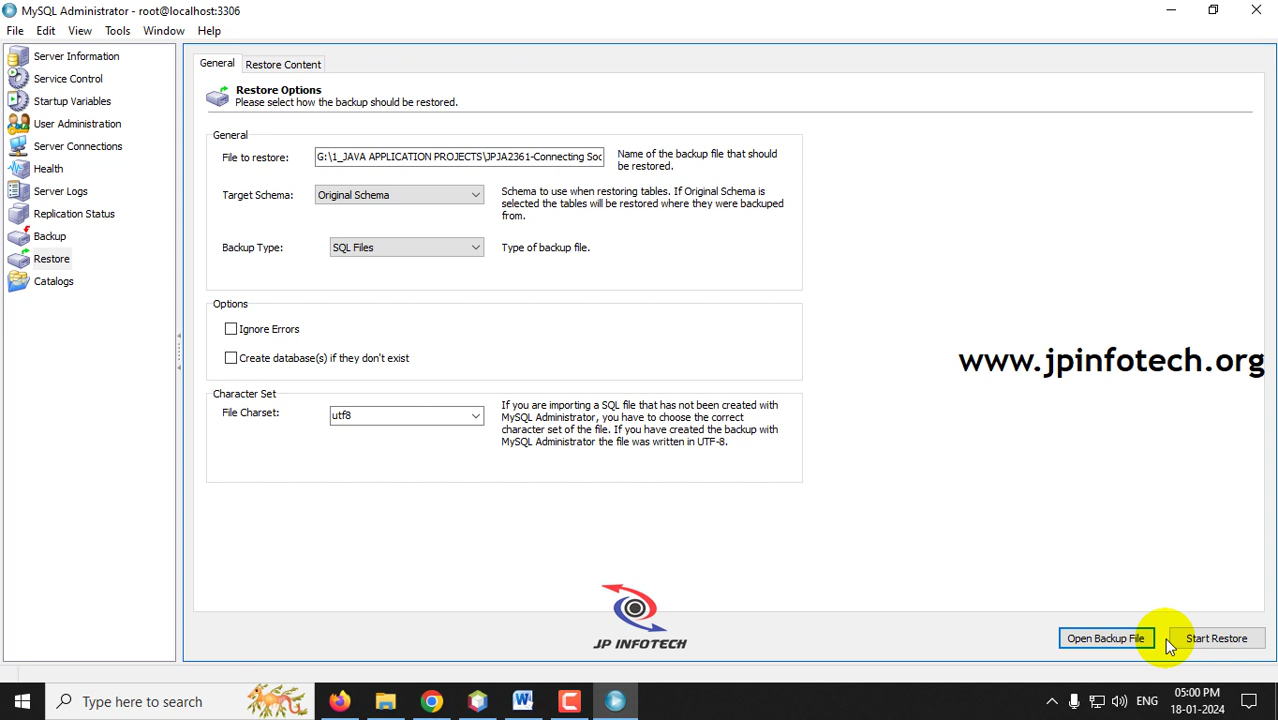 MySQL Administrator - root@localhost:3306
File Edit View Tools Window Help
Server Information
Service Control
Startup Variables
User Administration
Server Connections
Health
Server Logs
Replication Status
Backup
Restore
Catalogs
General
Restore Content
Restore Options
Please select how the backup should be restored.
General
File to restore:
G:\1_JAVA APPLICATION PROJECTS\JPJA2361-Connecting Soc
Name of the backup file that should
be restored.
Target Schema:
Original Schema
Schema to use when restoring tables. If Original Schema is
selected the tables will be restored where they were backuped
from.
Backup Type:
SQL Files
Type of backup file.
Options
Ignore Errors
Create database(s) if they don't exist
Character Set
File Charset:
utf8
If you are importing a SQL file that has not been created with
MySQL Administrator, you have to choose the correct
character set of the file. If you have created the backup with
MySQL Administrator the file was written in UTF-8.
www.jpinfotech.org
JP INFOTECH
Open Backup File
Start Restore
Type here to search
W
ENG
05:00 PM
18-01-2024